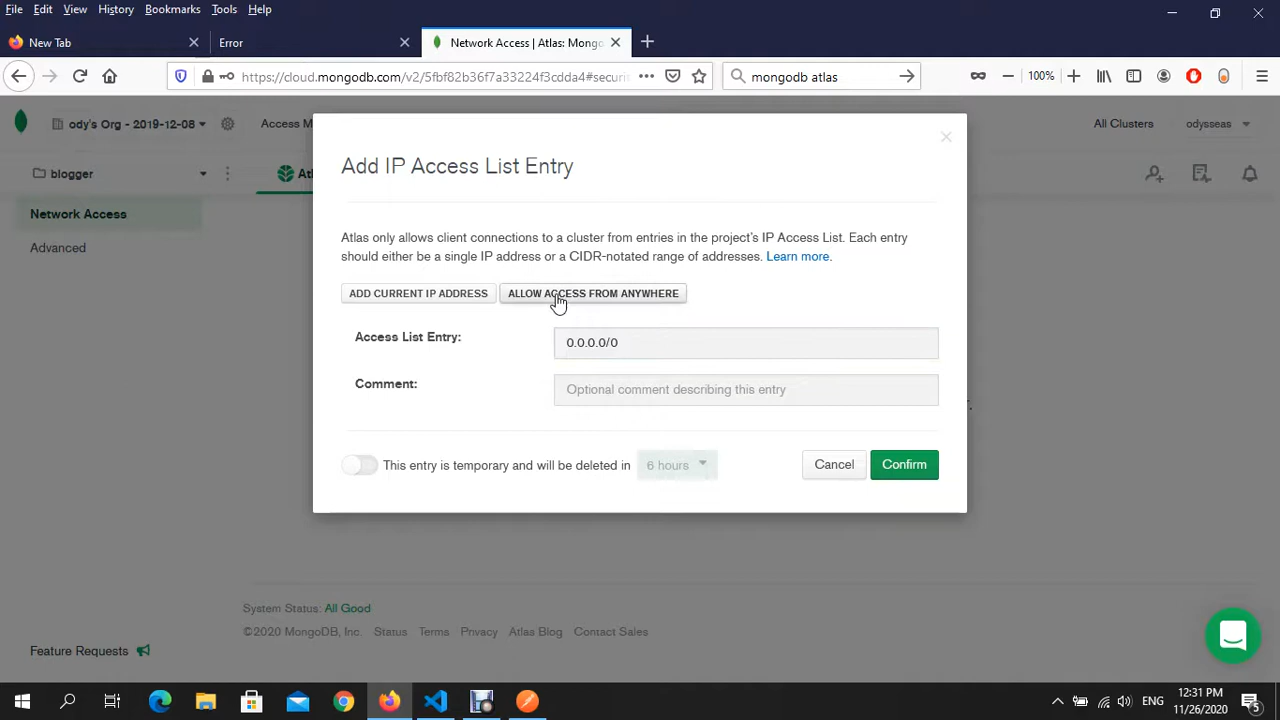 File Edit View History Bookmarks Tools Help
New Tab
Error
Network Access | Atlas: Mongo
https://cloud.mongodb.com/v2/5fbf82b36f7a33224f3cdda4#securi
mongodb atlas
100%
ody's Org - 2019-12-08
Access M
All Clusters
odysseas
blogger
Atl
Network Access
Advanced
Add IP Access List Entry
Atlas only allows client connections to a cluster from entries in the project's IP Access List. Each entry
should either be a single IP address or a CIDR-notated range of addresses. Learn more.
ADD CURRENT IP ADDRESS
ALLOW ACCESS FROM ANYWHERE
Access List Entry:
0.0.0.0/0
Comment:
Optional comment describing this entry
This entry is temporary and will be deleted in
6 hours
Cancel
Confirm
System Status: All Good
©2020 MongoDB, Inc. Status Terms Privacy Atlas Blog Contact Sales
Feature Requests
ENG
12:31 PM
11/26/2020
5